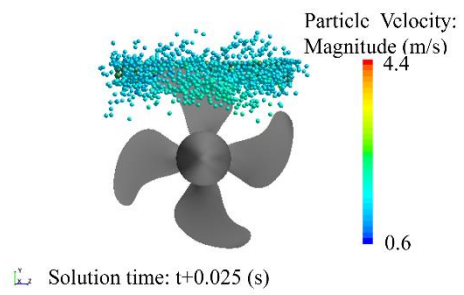 Particle Velocity:
Magnitude (m/s)
4.4
0.6
Solution time: t+0.025 (s)